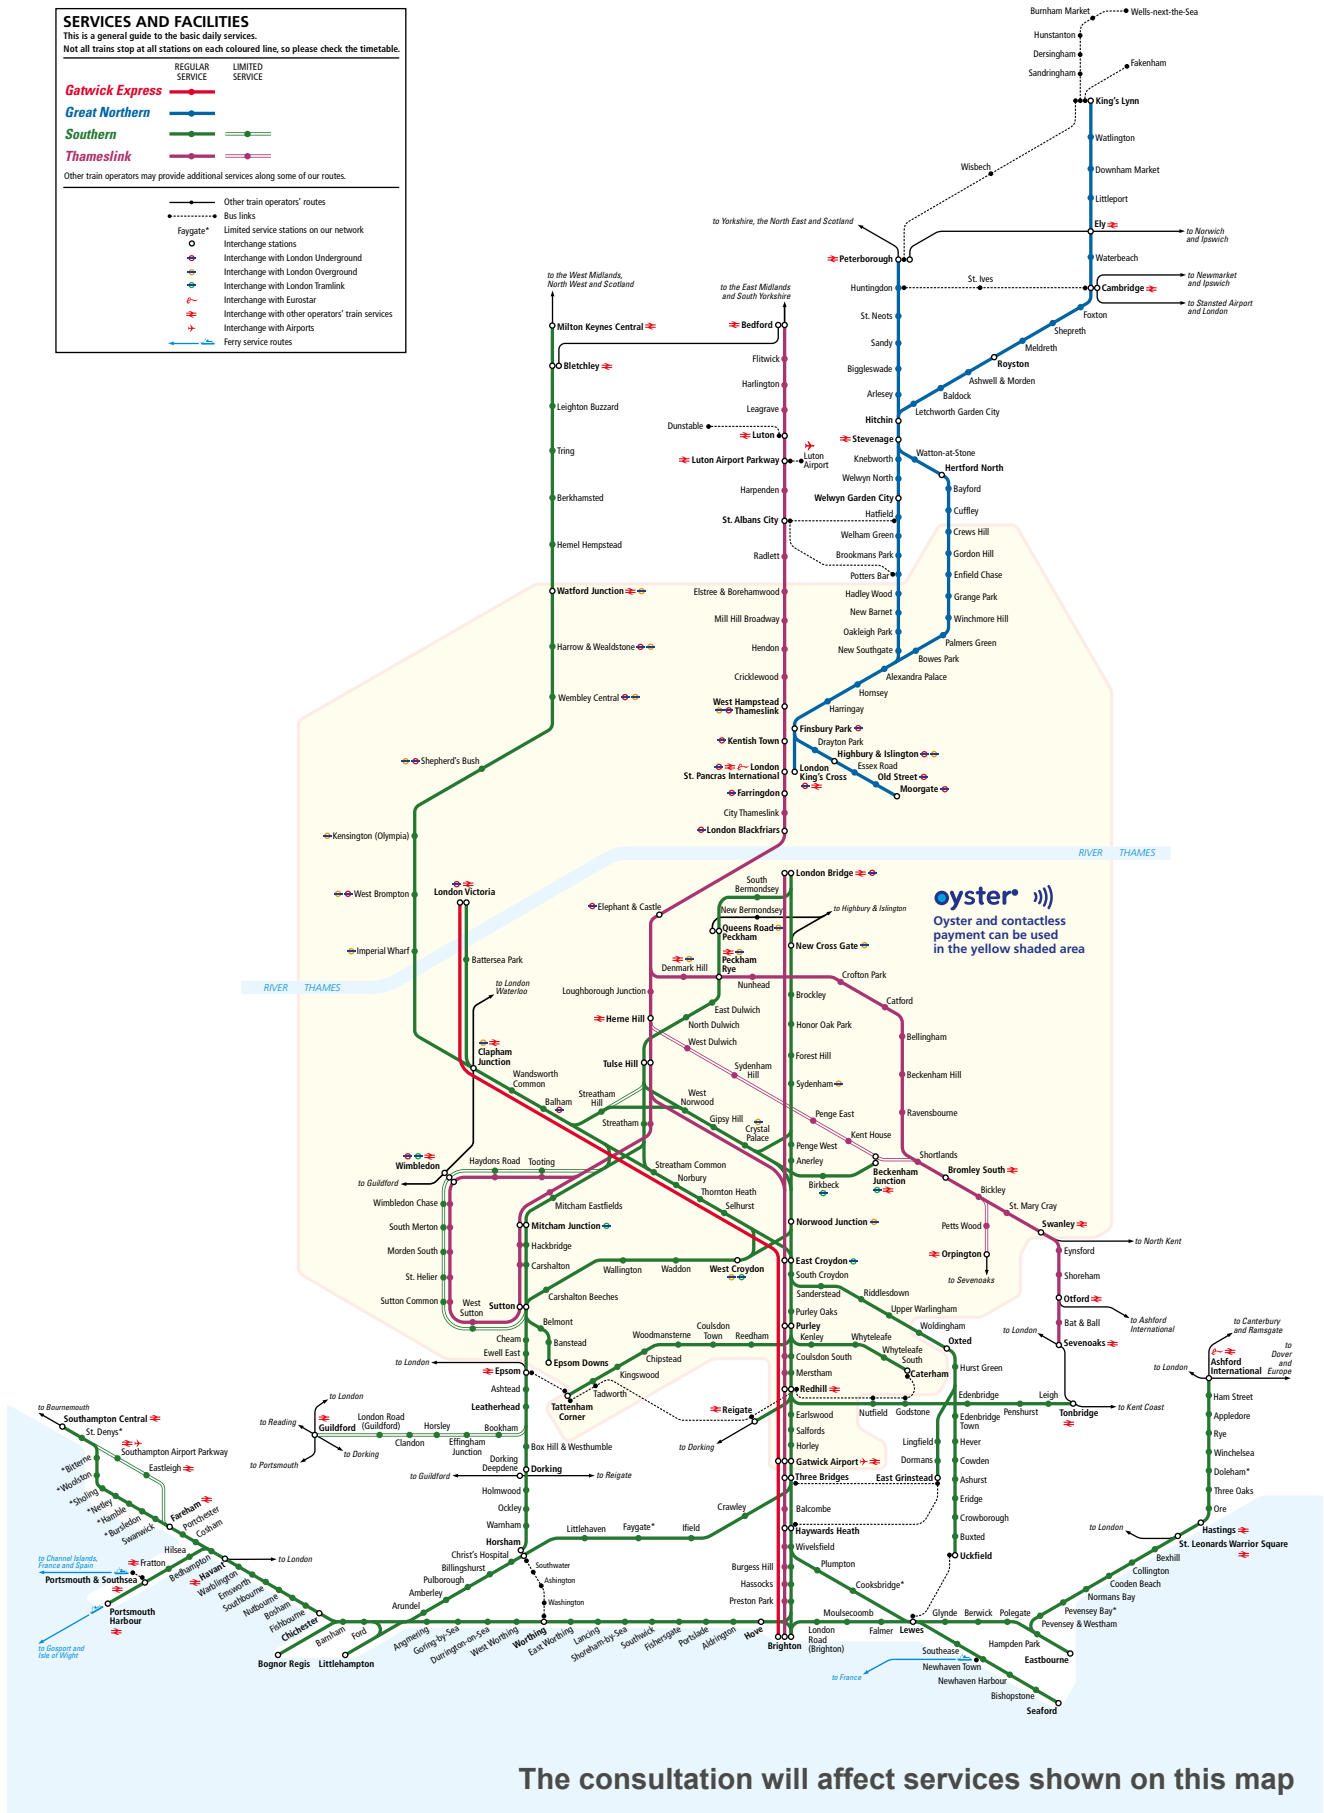 SERVICES AND FACILITIES
This is a general guide to the basic daily services.
Not all trains stop at all stations on each coloured line, so please check the timetable.
REGULAR
SERVICE
LIMITED
SERVICE
Gatwick Express
Great Northern
Southern
Thameslink
Other train operators may provide additional services along some of our routes.
Other train operators' routes
Bus links
Faygate*
Limited service stations on our network
Interchange stations
Interchange with London Underground
Interchange with London Overground
Interchange with London Tramlink
Interchange with Eurostar
Interchange with other operators' train services
Interchange with Airports
Ferry service routes
Burnham Market
Wells-next-the-Sea
Hunstanton
Dersingham
Sandringham
Fakenham
King's Lynn
Watlington
Wisbech
Downham Market
Littleport
to Yorkshire, the North East and Scotland
Ely
to Norwich
and Ipswich
Peterborough
Waterbeach
Huntingdon
St. Ives
Cambridge
to Newmarket
and Ipswich
to Stansted Airport
and London
St. Neots
Foxton
Shepreth
Sandy
Meldreth
Royston
Biggleswade
Ashwell & Morden
Arlesey
Baldock
Letchworth Garden City
Hitchin
Stevenage
Knebworth
Watton-at-Stone
Welwyn North
Hertford North
Welwyn Garden City
Bayford
Hatfield
Cuffley
Welham Green
Crews Hill
Brookmans Park
Gordon Hill
Potters Bar
Enfield Chase
Hadley Wood
Grange Park
New Barnet
Winchmore Hill
Oakleigh Park
Palmers Green
New Southgate
Bowes Park
Alexandra Palace
Hornsey
Harringay
Finsbury Park
Drayton Park
Highbury & Islington
Essex Road
Old Street
Moorgate
London
King's Cross
to the West Midlands,
North West and Scotland
Milton Keynes Central
Bletchley
Leighton Buzzard
Tring
Berkhamsted
Hemel Hempstead
Watford Junction
Harrow & Wealdstone
Wembley Central
Shepherd's Bush
Kensington (Olympia)
West Brompton
Imperial Wharf
to the East Midlands
and South Yorkshire
Bedford
Flitwick
Harlington
Leagrave
Dunstable
Luton
Luton Airport Parkway
Luton
Airport
Harpenden
St. Albans City
Radlett
Elstree & Borehamwood
Mill Hill Broadway
Hendon
Cricklewood
West Hampstead
Thameslink
Kentish Town
London
St. Pancras International
Farringdon
City Thameslink
London Blackfriars
RIVER THAMES
RIVER THAMES
oyster
Oyster and contactless
payment can be used
in the yellow shaded area
London Victoria
Battersea Park
to London
Waterloo
Clapham
Junction
Wandsworth
Common
Balham
Streatham
Hill
Streatham
Elephant & Castle
London Bridge
South
Bermondsey
New Bermondsey
to Highbury & Islington
Queens Road
Peckham
New Cross Gate
Peckham
Rye
Denmark Hill
Nunhead
Crofton Park
Loughborough Junction
Brockley
Catford
East Dulwich
Herne Hill
North Dulwich
Honor Oak Park
West Dulwich
Bellingham
Tulse Hill
Forest Hill
Sydenham
Hill
Sydenham
Beckenham Hill
West
Norwood
Gipsy Hill
Crystal
Palace
Penge East
Ravensbourne
Kent House
Penge West
Anerley
Shortlands
Birkbeck
Beckenham
Junction
Bromley South
Bickley
Petts Wood
St. Mary Cray
Orpington
to Sevenoaks
Swanley
to North Kent
Eynsford
Shoreham
Otford
to Ashford
International
Bat & Ball
Sevenoaks
to London
Wimbledon
to Guildford
Haydons Road
Tooting
Streatham Common
Norbury
Thornton Heath
Selhurst
Norwood Junction
Wimbledon Chase
South Merton
Morden South
St. Helier
Sutton Common
West
Sutton
Mitcham Eastfields
Mitcham Junction
Hackbridge
Carshalton
Sutton
Carshalton Beeches
Wallington
Waddon
West Croydon
East Croydon
South Croydon
Sanderstead
Riddlesdown
Upper Warlingham
Woldingham
Oxted
Purley Oaks
Purley
Kenley
Whyteleafe
Whyteleafe
South
Caterham
Cheam
Belmont
Ewell East
Banstead
Epsom Downs
Epsom
to London
Ashtead
Leatherhead
Woodmansterne
Coulsdon
Town
Reedham
Chipstead
Kingswood
Tadworth
Tattenham
Corner
Coulsdon South
Merstham
Redhill
Reigate
to Dorking
Nutfield
Godstone
Hurst Green
Edenbridge
Penshurst
Leigh
Tonbridge
to Kent Coast
Edenbridge
Town
Earlswood
Salfords
Horley
Gatwick Airport
Three Bridges
East Grinstead
Lingfield
Dormans
Hever
Cowden
Ashurst
Eridge
Crowborough
Buxted
Uckfield
to Canterbury
and Ramsgate
to
Dover
and
Europe
to London
Ashford
International
Ham Street
Appledore
Rye
Winchelsea
Doleham*
Three Oaks
Ore
to London
Hastings
St. Leonards Warrior Square
Bexhill
Collington
Cooden Beach
Normans Bay
Pevensey Bay*
Pevensey & Westham
to Bournemouth
Southampton Central
St. Denys*
Southampton Airport Parkway
Eastleigh
*Bitterne
*Woolston
*Sholing
*Netley
*Hamble
*Bursledon
Swanwick
Fareham
Portchester
Cosham
to London
to Reading
Guildford
to Portsmouth
to Dorking
London Road
(Guildford)
Clandon
Horsley
Effingham
Junction
Bookham
Box Hill & Westhumble
Dorking
Deepdene
Dorking
to Guildford
to Reigate
Holmwood
Ockley
Warnham
Horsham
Littlehaven
Faygate*
Ifield
Crawley
Balcombe
Haywards Heath
Wivelsfield
Burgess Hill
Plumpton
Hassocks
Cooksbridge*
Preston Park
to Channel Islands,
France and Spain
Hilsea
Fratton
Portsmouth & Southsea
Portsmouth
Harbour
to Gosport and
Isle of Wight
Bedhampton
Havant
to London
Warblington
Emsworth
Southbourne
Nutbourne
Bosham
Fishbourne
Chichester
Christ's Hospital
Billingshurst
Pulborough
Amberley
Arundel
Southwater
Ashington
Washington
Barnham
Ford
Bognor Regis
Littlehampton
Angmering
Goring-by-Sea
Durrington-on-Sea
West Worthing
Worthing
East Worthing
Lancing
Shoreham-by-Sea
Southwick
Fishersgate
Portslade
Aldrington
Hove
Brighton
Moulsecoomb
London
Road
(Brighton)
Falmer
Lewes
Glynde
Berwick
Polegate
Hampden Park
Eastbourne
Southease
Newhaven Town
to France
Newhaven Harbour
Bishopstone
Seaford
The consultation will affect services shown on this map